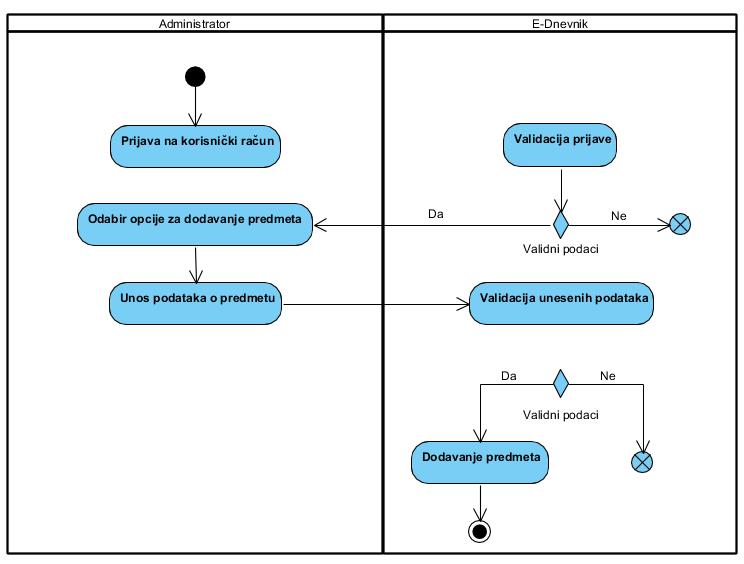 Administrator
E-Dnevnik
Prijava na korisnički račun
Validacija prijave
Odabir opcije za dodavanje predmeta
Da
Ne
Validni podaci
Unos podataka o predmetu
Validacija unesenih podataka
Da
Ne
Validni podaci
Dodavanje predmeta